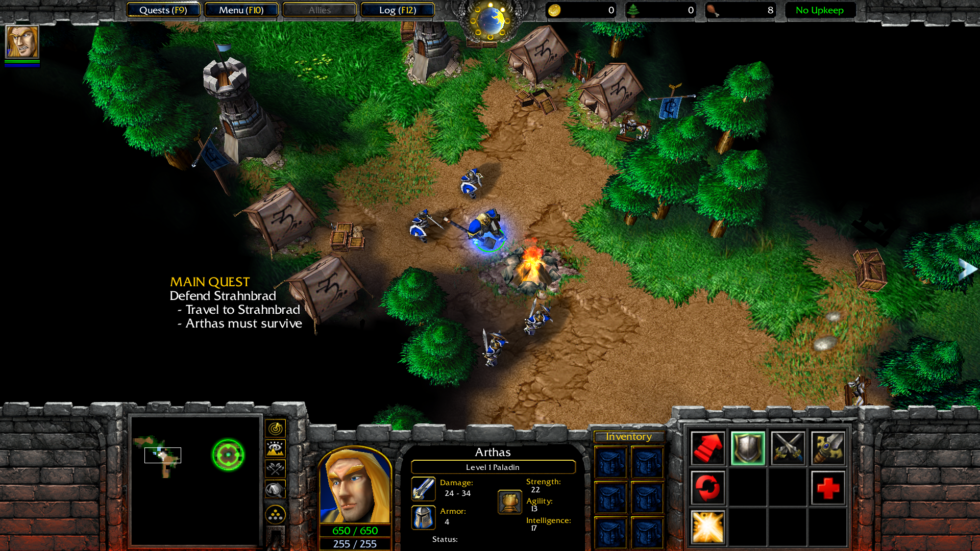 Quests (F9)
Menu (F10)
Allies
Log (F12)
0
0
8
No Upkeep
MAIN QUEST
Defend Strahnbrad
- Travel to Strahnbrad
- Arthas must survive
Arthas
Level 1 Paladin
Damage:
24 - 34
Armor:
4
Strength:
22
Agility:
13
Intelligence:
17
Status:
650 / 650
255 / 255
Inventory